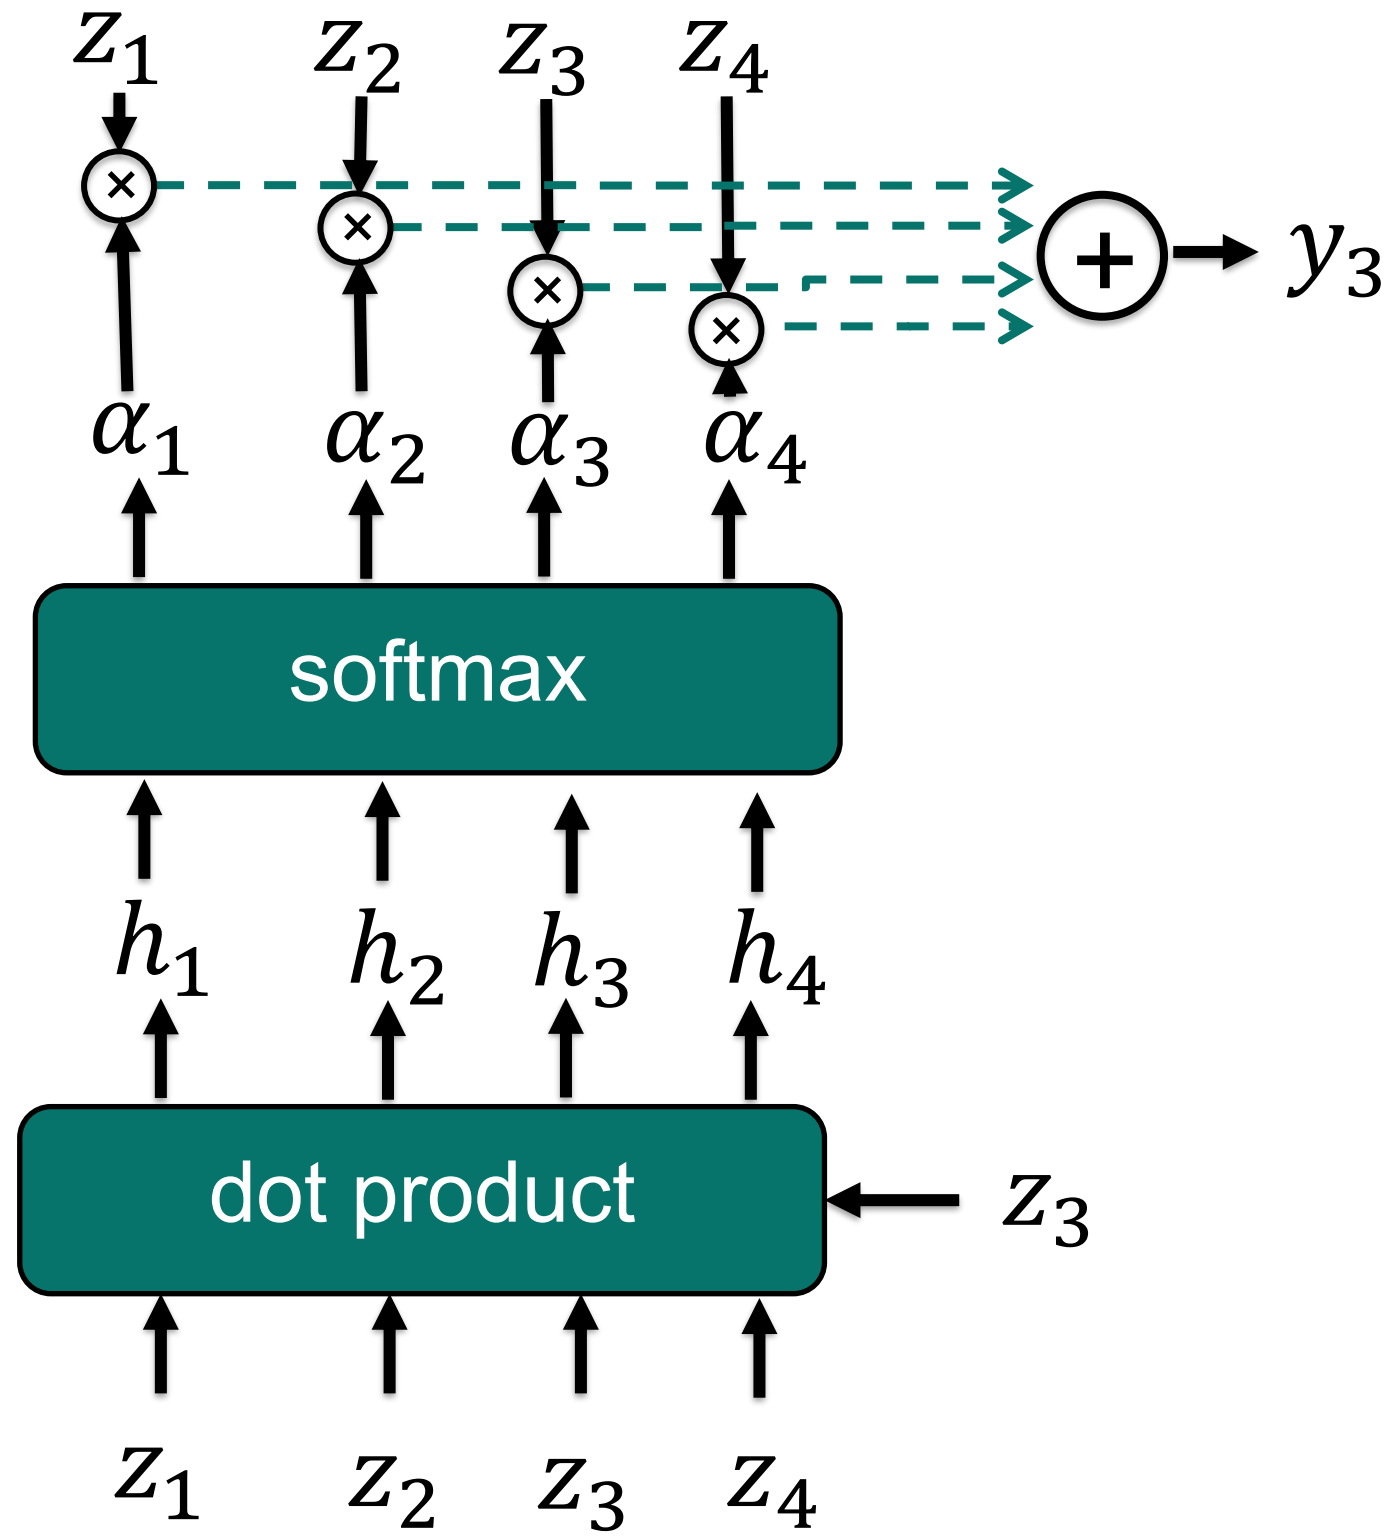 z₁ z₂ z₃ z₄
× × × × + y₃
α₁ α₂ α₃ α₄
softmax
h₁ h₂ h₃ h₄
dot product z₃
z₁ z₂ z₃ z₄